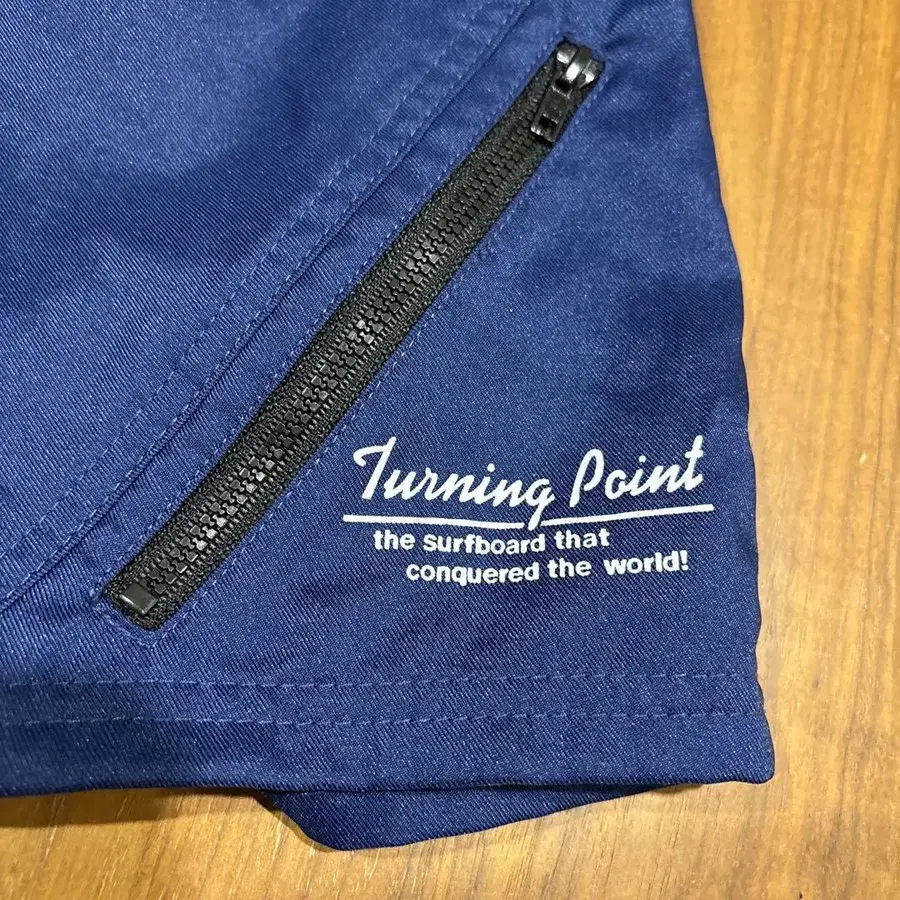 Turning Point
the surfboard that
conquered the world!